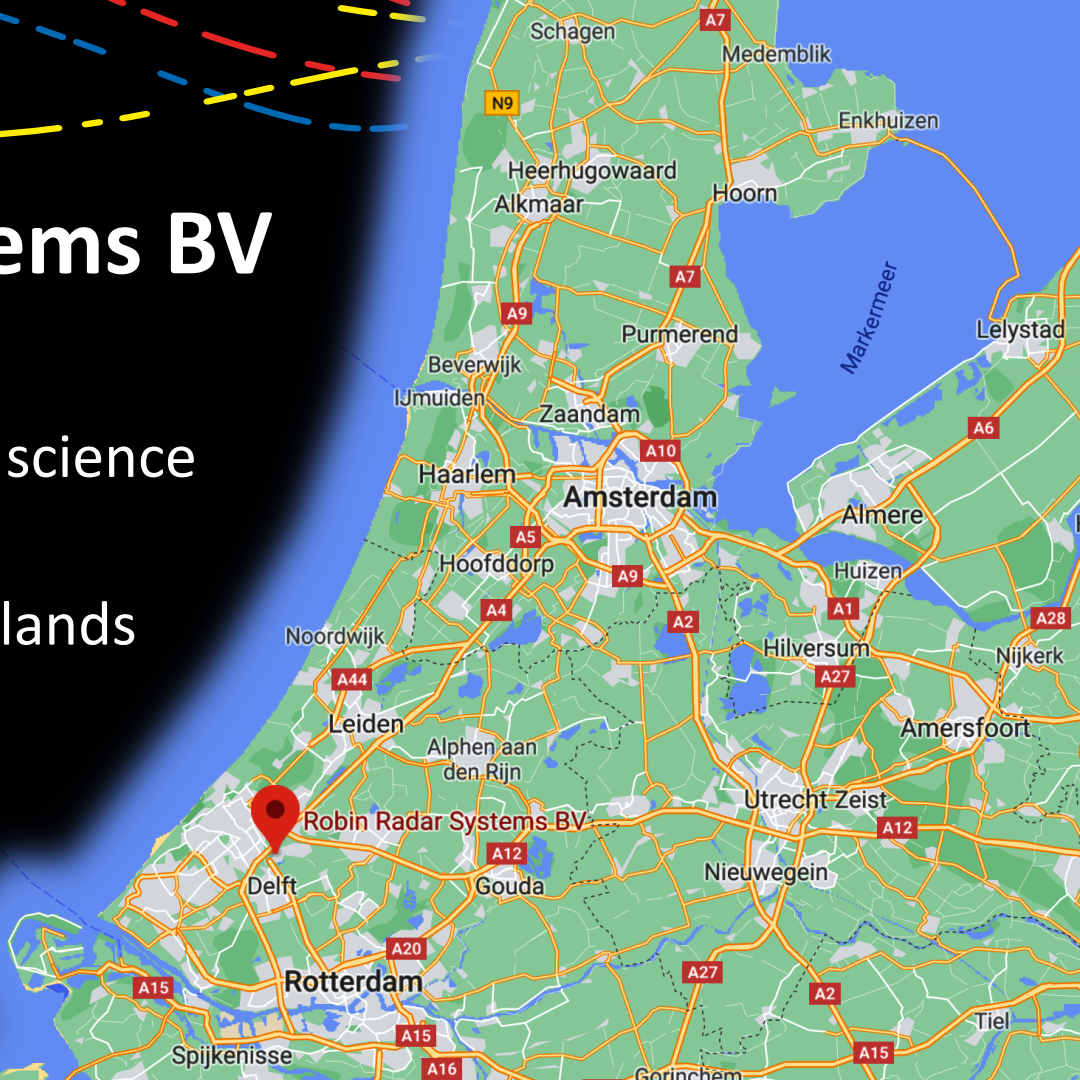 Schagen
A7
Medemblik
N9
Enkhuizen
Heerhugowaard
Alkmaar
Hoorn
ems BV
A7
A9
Markermeer
Purmerend
Lelystad
Beverwijk
IJmuiden
Zaandam
A6
science
A10
Haarlem
Amsterdam
Almere
A5
Hoofddorp
A9
Huizen
A4
A1
A28
lands
A2
Noordwijk
Hilversum
Nijkerk
A44
A27
Leiden
Amersfoort
Alphen aan
den Rijn
Utrecht Zeist
Robin Radar Systems BV
A12
A12
Nieuwegein
Delft
Gouda
A20
A27
Rotterdam
A15
A2
Tiel
A15
Spijkenisse
A15
A16
Gorinchem